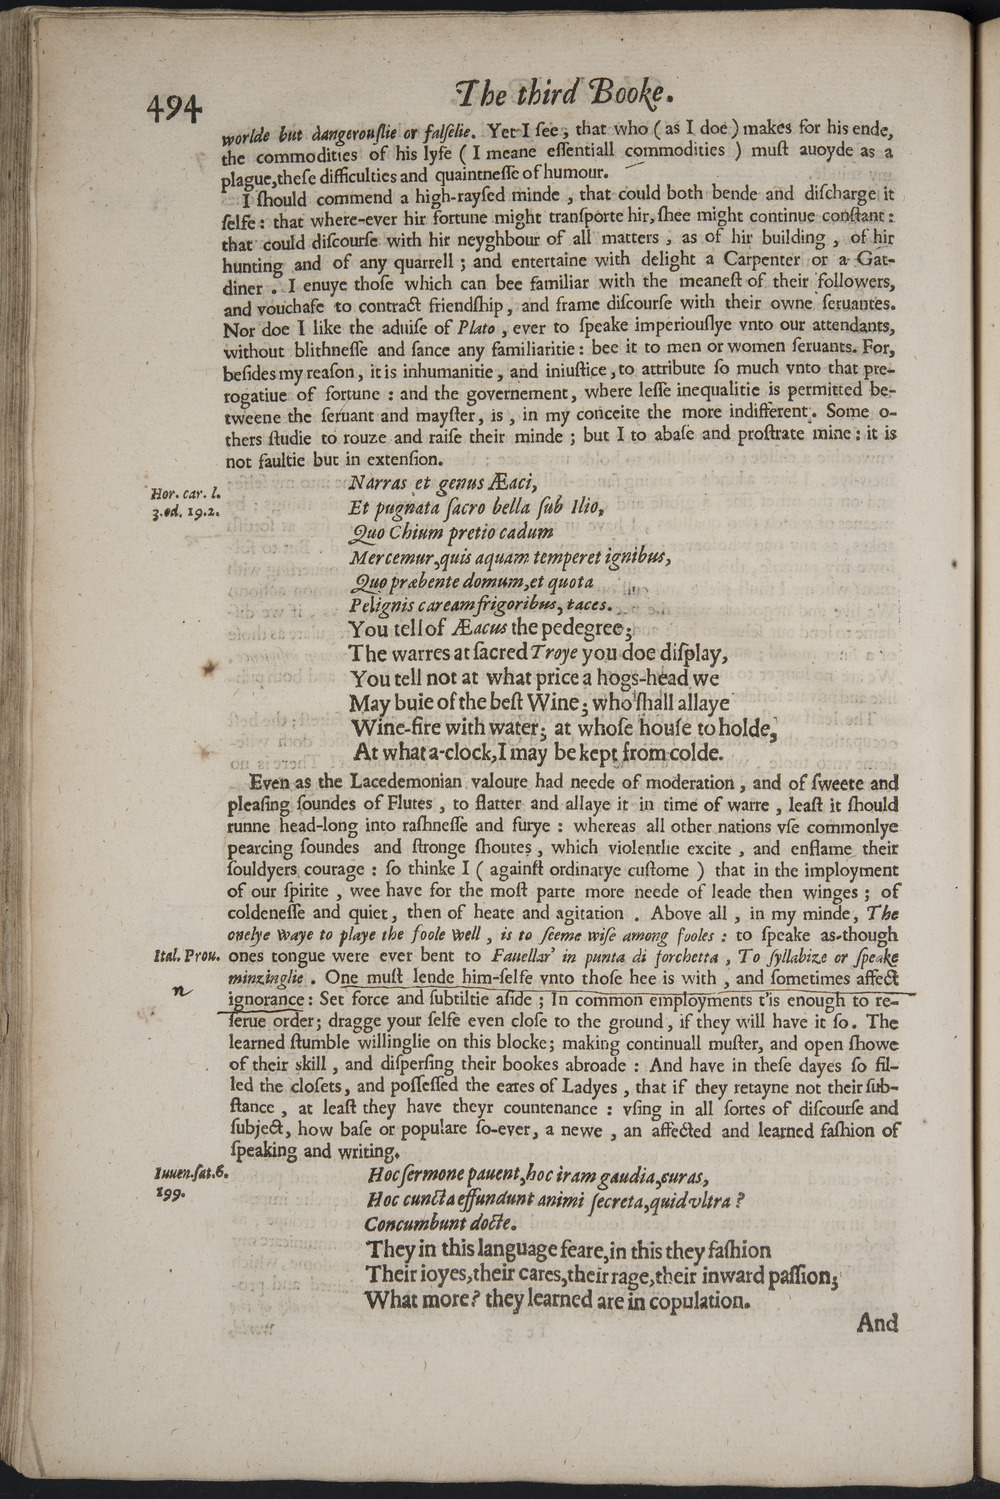 494
The third Booke.
worlde but dangerouſlie or falſelie. Yet I ſee, that who (as I doe) makes for his ende,
the commodities of his lyfe (I meane eſſentiall commodities) muſt auoyde as a
plague,theſe difficulties and quaintneſſe of humour.
I ſhould commend a high-rayſed minde, that could both bende and diſcharge it
ſelfe: that where-ever hir fortune might tranſporte hir, ſhee might continue conſtant:
that could diſcourſe with hir neyghbour of all matters, as of hir building, of hir
hunting and of any quarrell; and entertaine with delight a Carpenter or a Gar-
diner. I enuye thoſe which can bee familiar with the meaneſt of their followers,
and vouchaſe to contract friendſhip, and frame diſcourſe with their owne ſeruantes.
Nor doe I like the aduiſe of Plato, ever to ſpeake imperiouſlye vnto our attendants,
without blithneſſe and ſance any familiaritie: bee it to men or women ſeruants. For,
beſides my reaſon, it is inhumanitie, and iniuſtice, to attribute ſo much vnto that pre-
rogatiue of fortune: and the governement, where leſſe inequalitie is permitted be-
tweene the ſeruant and mayſter, is, in my conceite the more indifferent. Some o-
thers ſtudie to rouze and raiſe their minde; but I to abaſe and proſtrate mine: it is
not faultie but in extenſion.
Narras et genus Æaci,
Hor. car. l.
Et pugnata ſacro bella ſub Ilio,
3.od. 19.2.
Quo Chium pretio cadum
Mercemur,quis aquam temperet ignibus,
Quo præbente domum,et quota
Pelignis caream frigoribus, taces.
You tell of Æacus the pedegree;
The warres at ſacred Troye you doe diſplay,
You tell not at what price a hogs-head we
May buie of the beſt Wine; who ſhall allaye
Wine-fire with water; at whoſe houſe to holde,
At what a-clock,I may be kept from colde.
Even as the Lacedemonian valoure had neede of moderation, and of ſweete and
pleaſing ſoundes of Flutes, to flatter and allaye it in time of warre, leaſt it ſhould
runne head-long into raſhneſſe and furye: whereas all other nations vſe commonlye
pearcing ſoundes and ſtronge ſhoutes, which violentlie excite, and enflame their
ſouldyers courage: ſo thinke I (againſt ordinarye cuſtome) that in the imployment
of our ſpirite, wee have for the moſt parte more neede of leade then winges; of
coldeneſſe and quiet, then of heate and agitation. Above all, in my minde, The
onelye waye to playe the foole well, is to ſeeme wiſe among fooles: to ſpeake as-though
Ital. Prou. ones tongue were ever bent to Fauellar' in punta di forchetta, To ſyllabize or ſpeake
minzinglie. One muſt lende him-ſelfe vnto thoſe hee is with, and ſometimes affect
n
ignorance: Set force and ſubtiltie aſide; In common employments t'is enough to re-
ſerue order; dragge your ſelfe even cloſe to the ground, if they will have it ſo. The
learned ſtumble willinglie on this blocke; making continuall muſter, and open ſhowe
of their skill, and diſperſing their bookes abroade: And have in theſe dayes ſo fil-
led the cloſets, and poſſeſſed the eares of Ladyes, that if they retayne not their ſub-
ſtance, at leaſt they have theyr countenance: vſing in all ſortes of diſcourſe and
ſubject, how baſe or populare ſo-ever, a newe, an affected and learned faſhion of
ſpeaking and writing.
Iuuen.ſat.6.
Hoc ſermone pauent,hoc iram gaudia,curas,
199.
Hoc cuncta effundunt animi ſecreta,quid vltra?
Concumbunt docte.
They in this language feare,in this they faſhion
Their ioyes,their cares,their rage,their inward paſſion;
What more? they learned are in copulation.
And